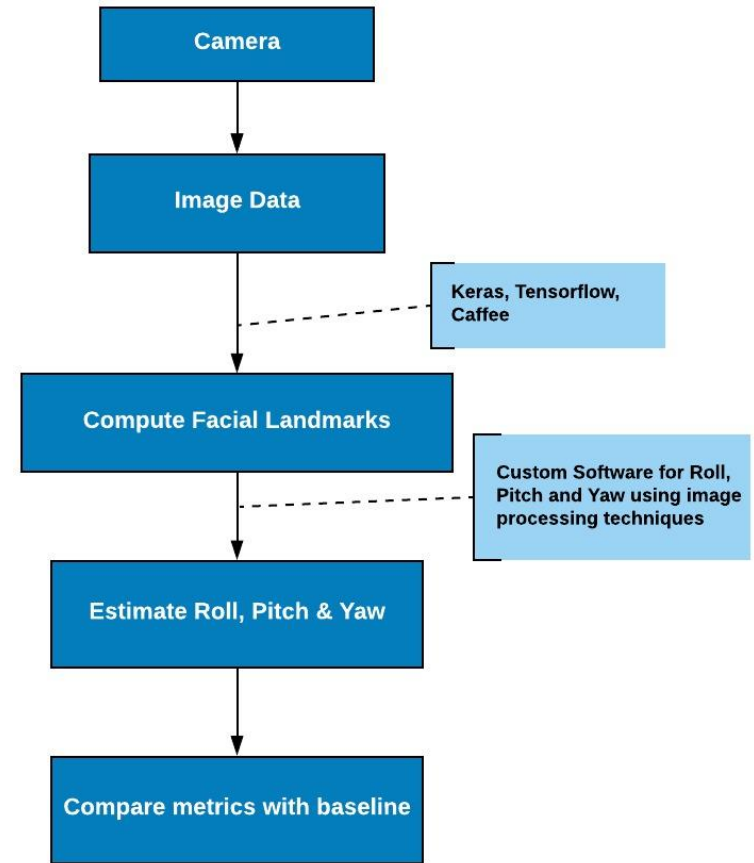 Camera
Image Data
Keras, Tensorflow,
Caffee
Compute Facial Landmarks
Custom Software for Roll,
Pitch and Yaw using image
processing techniques
Estimate Roll, Pitch & Yaw
Compare metrics with baseline